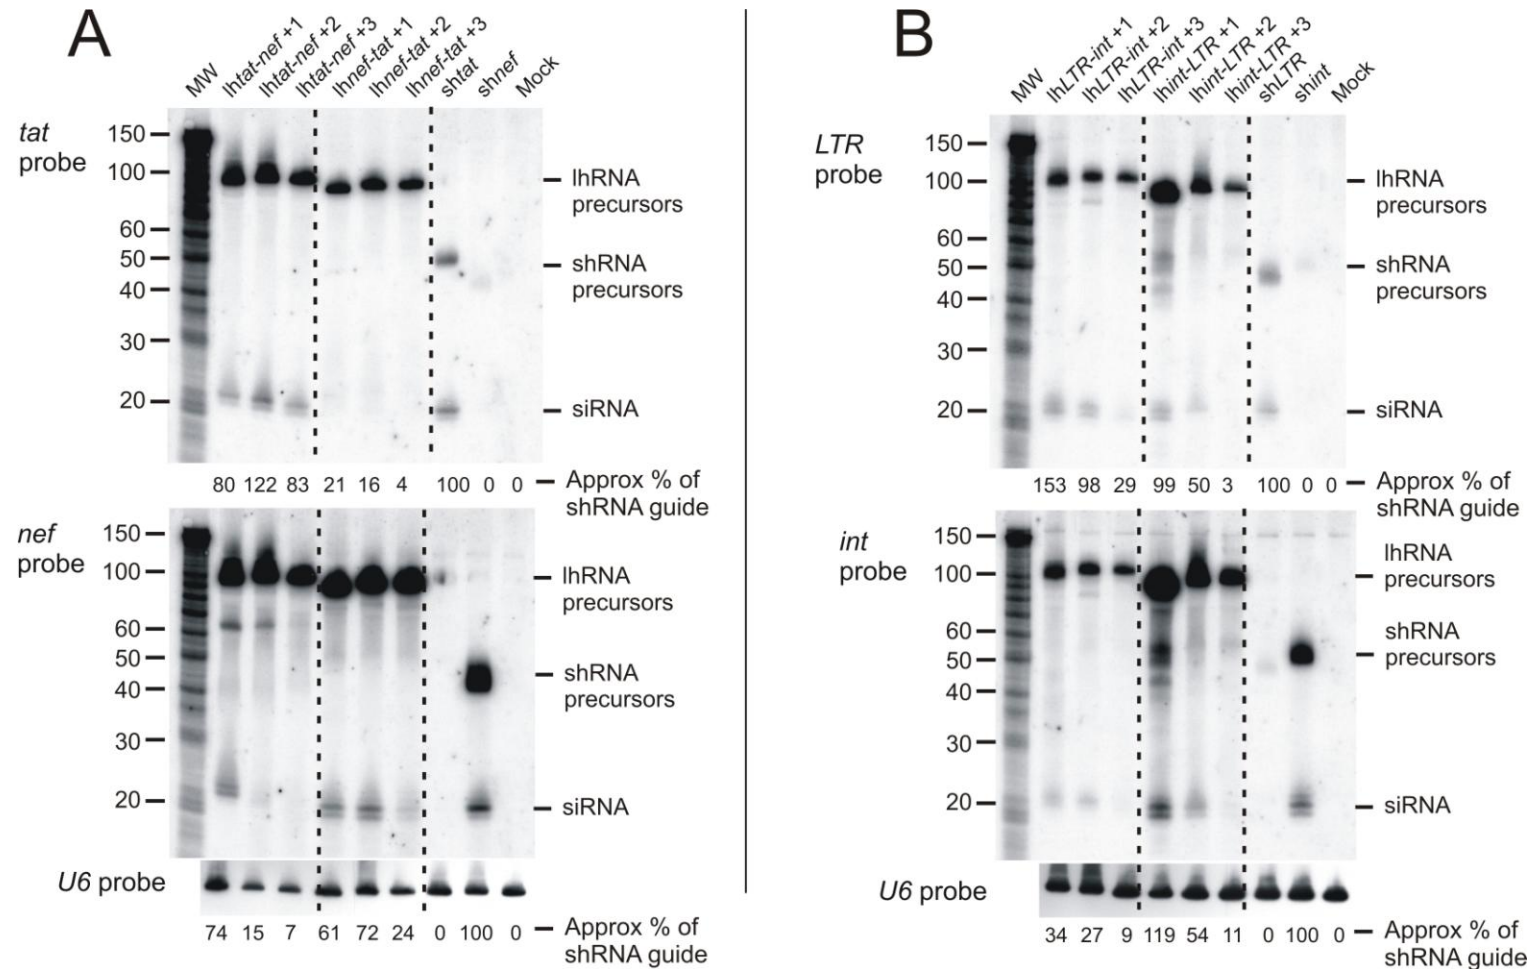 A
MW
lhtat-nef +1
lhtat-nef +2
lhtat-nef +3
lhnef-tat +1
lhnef-tat +2
lhnef-tat +3
shtat
shnef
Mock
tat
probe
150
100
60
50
40
30
20
lhRNA
precursors
shRNA
precursors
siRNA
80 122 83 21 16 4 100 0 0
Approx % of
shRNA guide
nef
probe
150
100
60
50
40
30
20
lhRNA
precursors
shRNA
precursors
siRNA
U6 probe
74 15 7 61 72 24 0 100 0
Approx % of
shRNA guide
B
MW
lhLTR-int +1
lhLTR-int +2
lhLTR-int +3
lhint-LTR +1
lhint-LTR +2
lhint-LTR +3
shLTR
shint
Mock
LTR
probe
150
100
60
50
40
30
20
lhRNA
precursors
shRNA
precursors
siRNA
153 98 29 99 50 3 100 0 0
Approx % of
shRNA guide
int
probe
150
100
60
50
40
30
20
lhRNA
precursors
shRNA
precursors
siRNA
U6 probe
34 27 9 119 54 11 0 100 0
Approx % of
shRNA guide